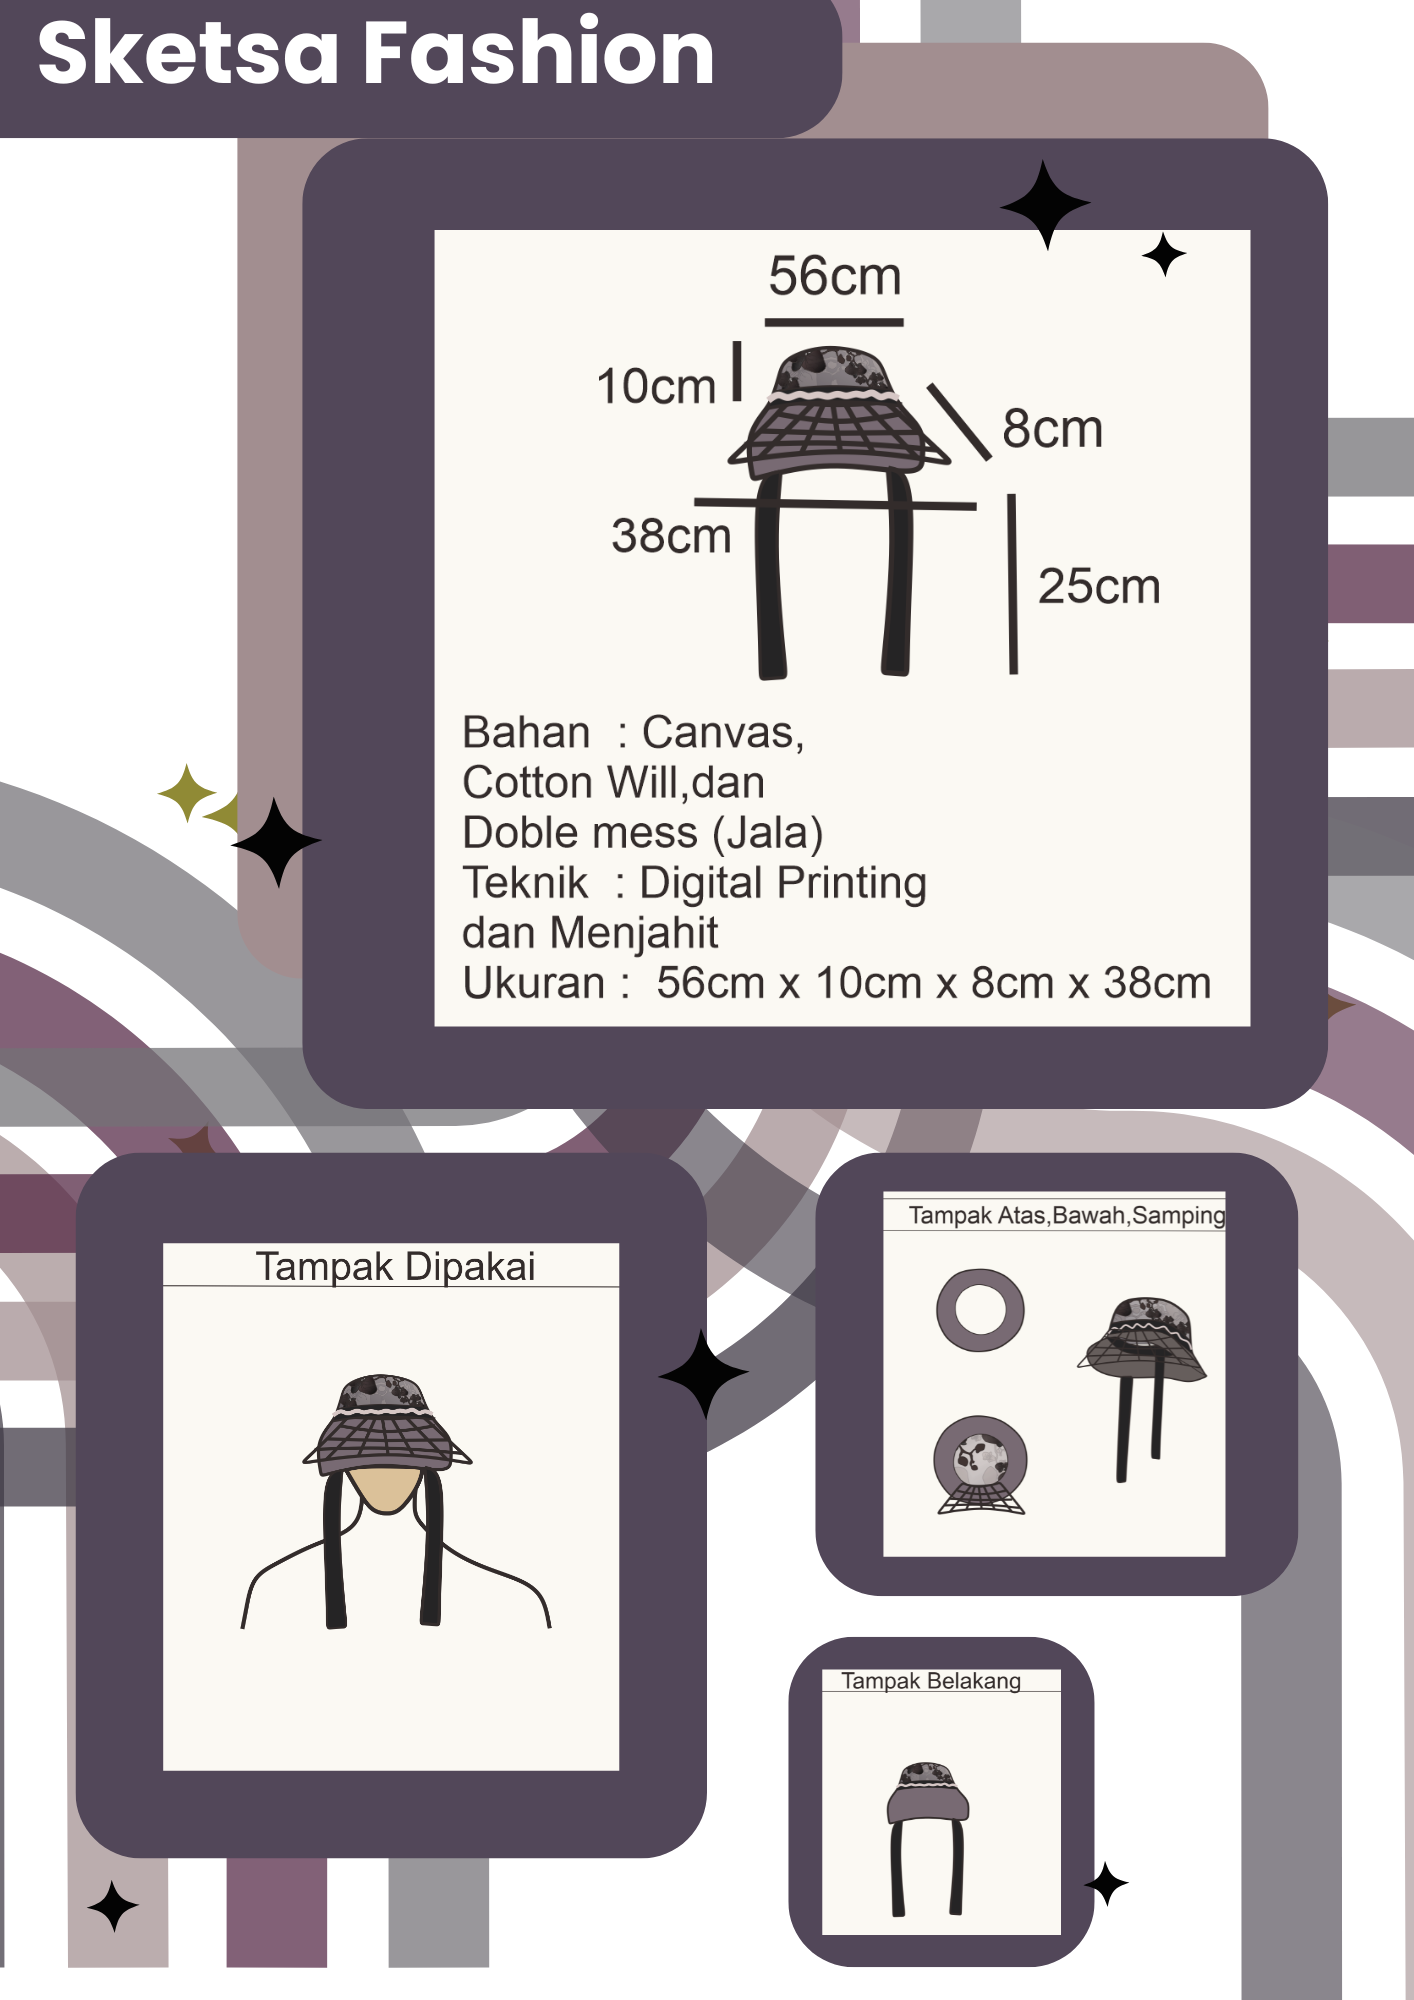 Sketsa Fashion
56cm
10cm
8cm
38cm
25cm
Bahan : Canvas,
Cotton Will,dan
Doble mess (Jala)
Teknik : Digital Printing
dan Menjahit
Ukuran : 56cm x 10cm x 8cm x 38cm
Tampak Dipakai
Tampak Atas,Bawah,Samping
Tampak Belakang